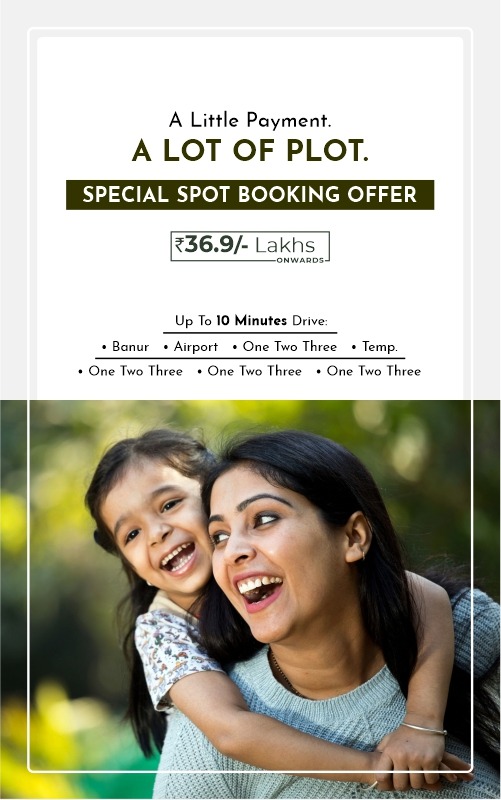 A Little Payment.
A LOT OF PLOT.
SPECIAL SPOT BOOKING OFFER
₹36.9/- Lakhs
ONWARDS
Up To 10 Minutes Drive:
• Banur • Airport • One Two Three • Temp.
• One Two Three • One Two Three • One Two Three